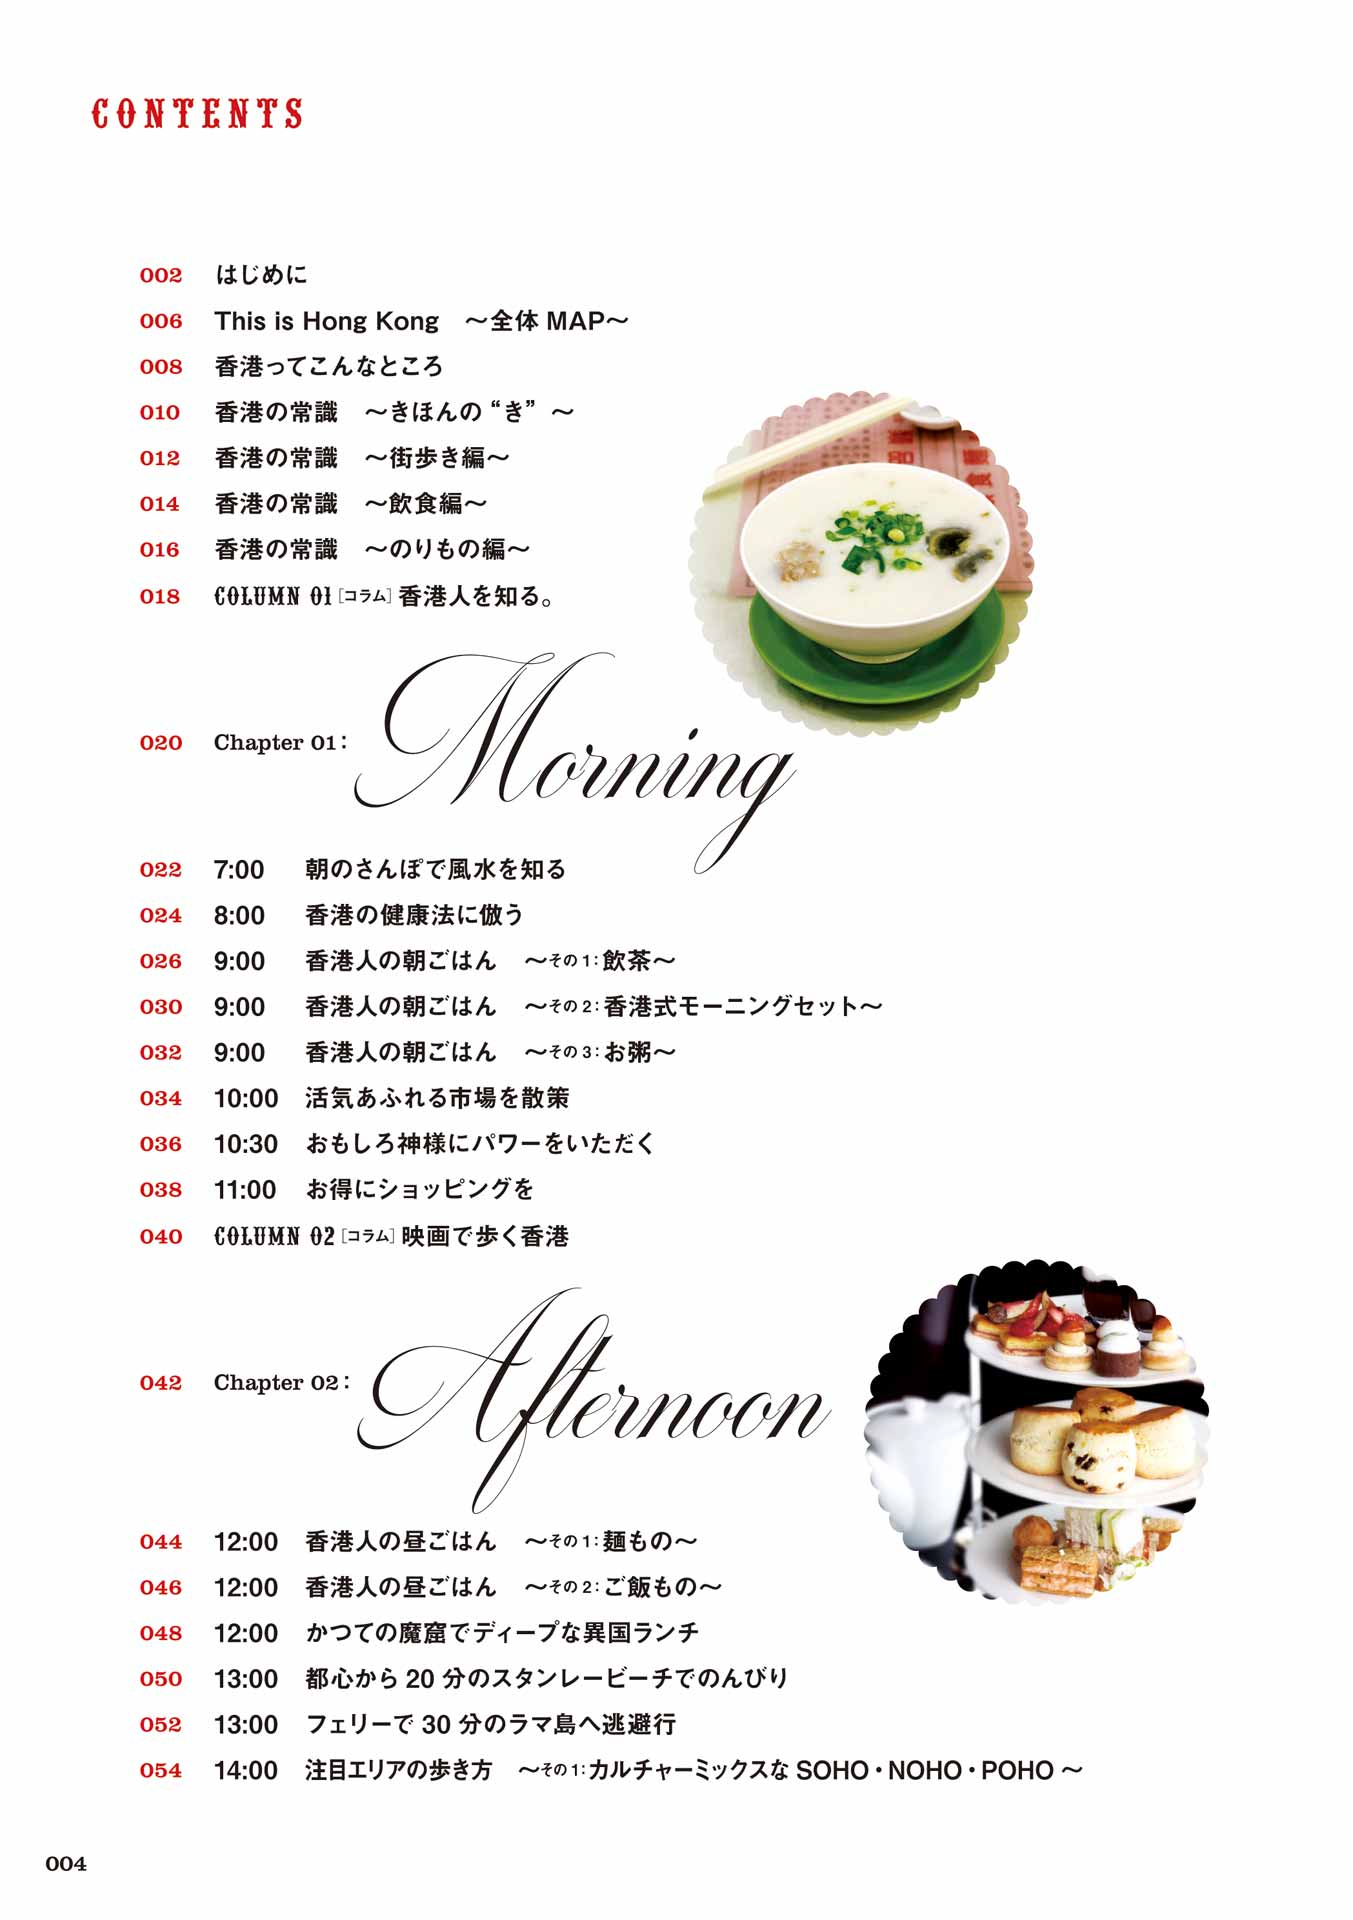 CONTENTS
002 はじめに
006 This is Hong Kong ～全体MAP～
008 香港ってこんなところ
010 香港の常識 ～きほんの“き”～
012 香港の常識 ～街歩き編～
014 香港の常識 ～飲食編～
016 香港の常識 ～のりもの編～
018 COLUMN 01［コラム］香港人を知る。
020 Chapter 01: Morning
022 7:00 朝のさんぽで風水を知る
024 8:00 香港の健康法に倣う
026 9:00 香港人の朝ごはん ～その1：飲茶～
030 9:00 香港人の朝ごはん ～その2：香港式モーニングセット～
032 9:00 香港人の朝ごはん ～その3：お粥～
034 10:00 活気あふれる市場を散策
036 10:30 おもしろ神様にパワーをいただく
038 11:00 お得にショッピングを
040 COLUMN 02［コラム］映画で歩く香港
042 Chapter 02: Afternoon
044 12:00 香港人の昼ごはん ～その1：麺もの～
046 12:00 香港人の昼ごはん ～その2：ご飯もの～
048 12:00 かつての魔窟でディープな異国ランチ
050 13:00 都心から20分のスタンレービーチでのんびり
052 13:00 フェリーで30分のラマ島へ逃避行
054 14:00 注目エリアの歩き方 ～その1：カルチャーミックスなSOHO・NOHO・POHO～
004